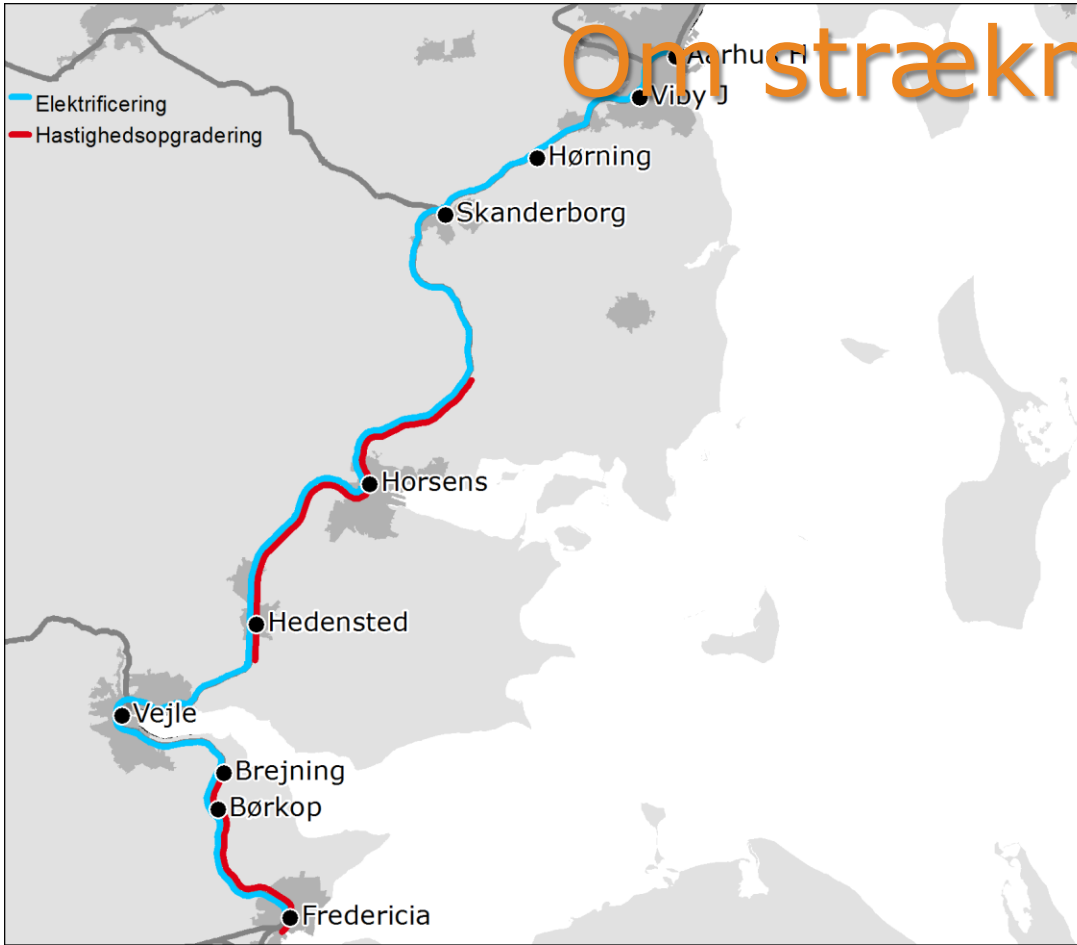 Om strækn
Aarhus H
Elektrificering
Viby J
Hastighedsopgradering
Hørning
Skanderborg
Horsens
Hedensted
Vejle
Brejning
Børkop
Fredericia